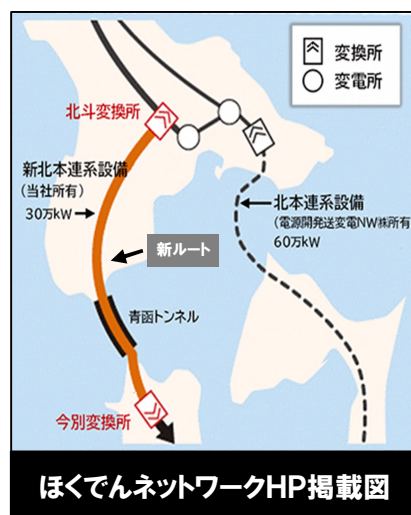 変換所
変電所
北斗変換所
新北本連系設備
（当社所有）
30万kW
北本連系設備
（電源開発送変電NW㈱所有
60万kW
新ルート
青函トンネル
今別変換所
ほくでんネットワークHP掲載図